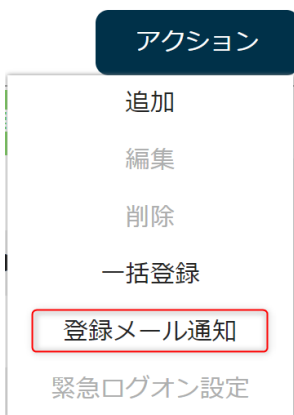 アクション
追加
編集
削除
一括登録
登録メール通知
緊急ログオン設定